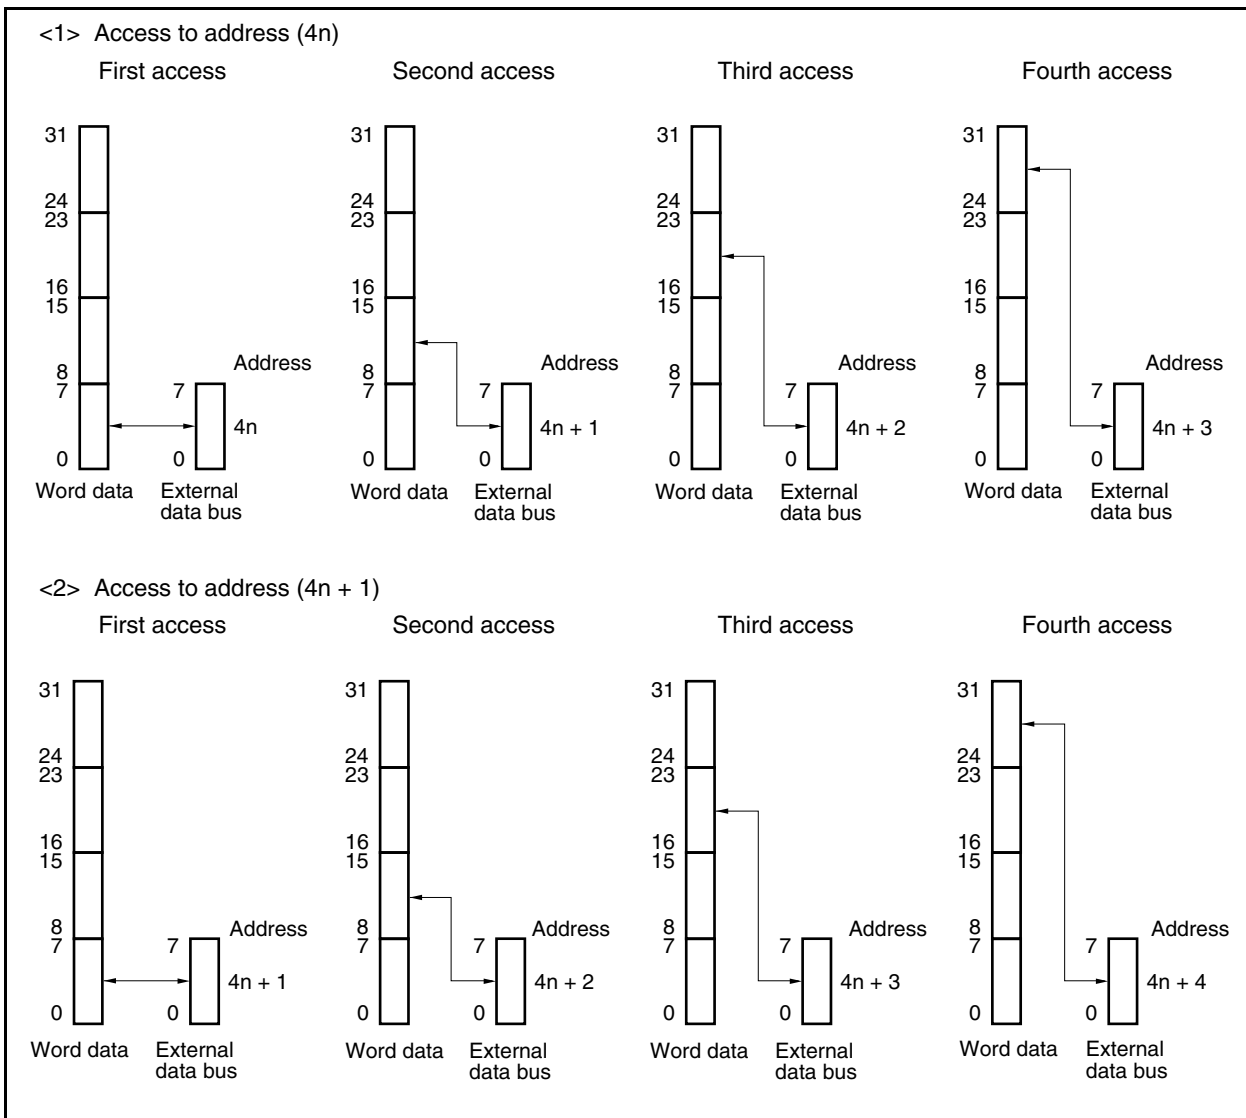 <1> Access to address (4n)
First access Second access Third access Fourth access
31 31 31 31
24 24 24 24
23 23 23 23
16 16 16 16
15 15 15 15
Address Address Address Address
8 8 8 8
7 7 7 7 7 7 7 7
4n 4n + 1 4n + 2 4n + 3
0 0 0 0 0 0 0 0
Word data External Word data External Word data External Word data External
data bus data bus data bus data bus
<2> Access to address (4n + 1)
First access Second access Third access Fourth access
31 31 31 31
24 24 24 24
23 23 23 23
16 16 16 16
15 15 15 15
Address Address Address Address
8 8 8 8
7 7 7 7 7 7 7 7
4n + 1 4n + 2 4n + 3 4n + 4
0 0 0 0 0 0 0 0
Word data External Word data External Word data External Word data External
data bus data bus data bus data bus